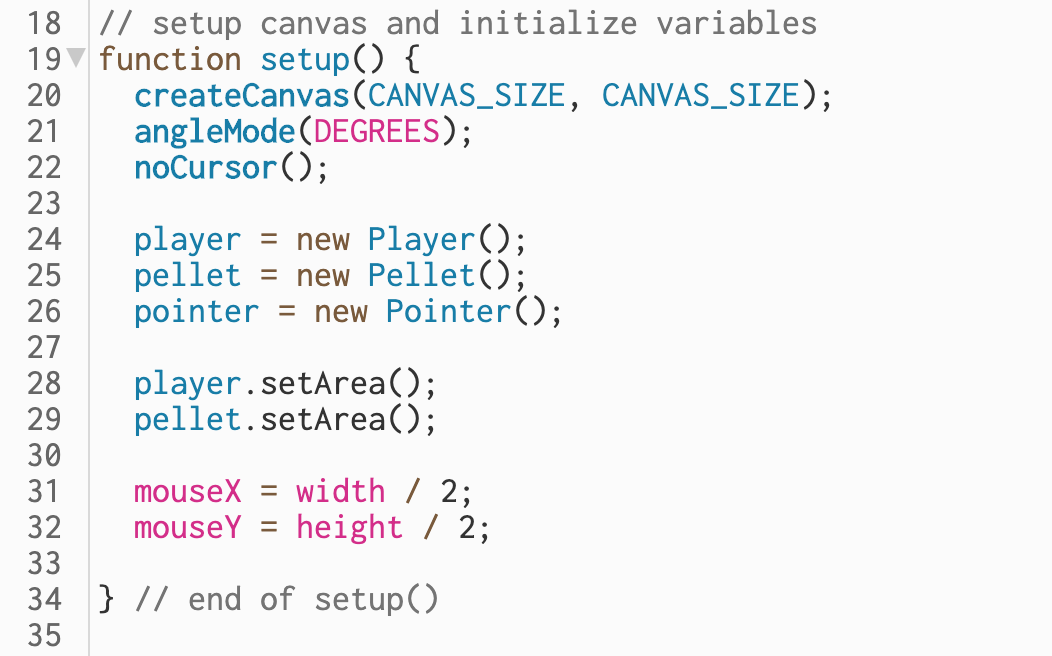 18 // setup canvas and initialize variables
19 function setup() {
20   createCanvas(CANVAS_SIZE, CANVAS_SIZE);
21   angleMode(DEGREES);
22   noCursor();
23
24   player = new Player();
25   pellet = new Pellet();
26   pointer = new Pointer();
27
28   player.setArea();
29   pellet.setArea();
30
31   mouseX = width / 2;
32   mouseY = height / 2;
33
34 } // end of setup()
35